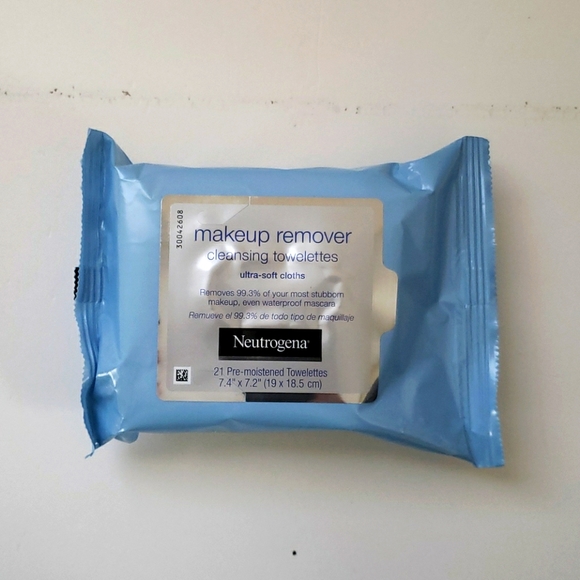 30042608
makeup remover
cleansing towelettes
ultra-soft cloths
Removes 99.3% of your most stubborn
makeup, even waterproof mascara
Remueve el 99.3% de todo tipo de maquillaje
Neutrogena®
21 Pre-moistened Towelettes
7.4" x 7.2" (19 x 18.5 cm)